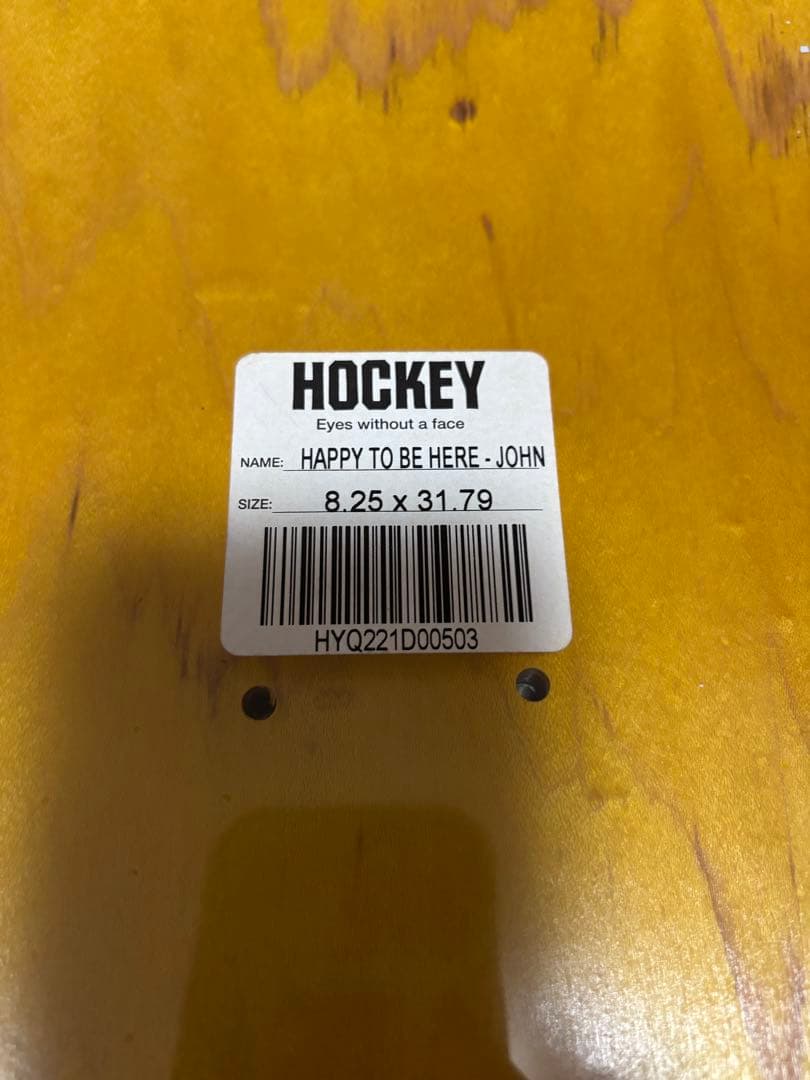 HOCKEY
Eyes without a face
NAME: HAPPY TO BE HERE - JOHN
SIZE: 8.25 x 31.79
HYQ221D00503